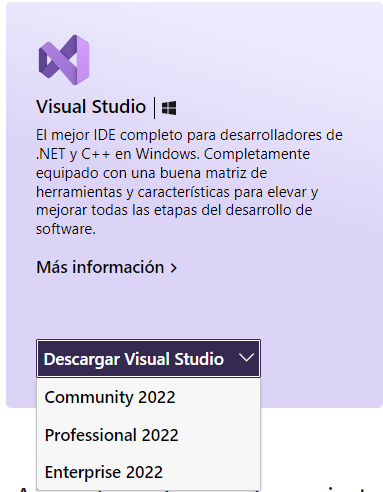 Visual Studio
El mejor IDE completo para desarrolladores de
.NET y C++ en Windows. Completamente
equipado con una buena matriz de
herramientas y características para elevar y
mejorar todas las etapas del desarrollo de
software.
Más información
Descargar Visual Studio
Community 2022
Professional 2022
Enterprise 2022